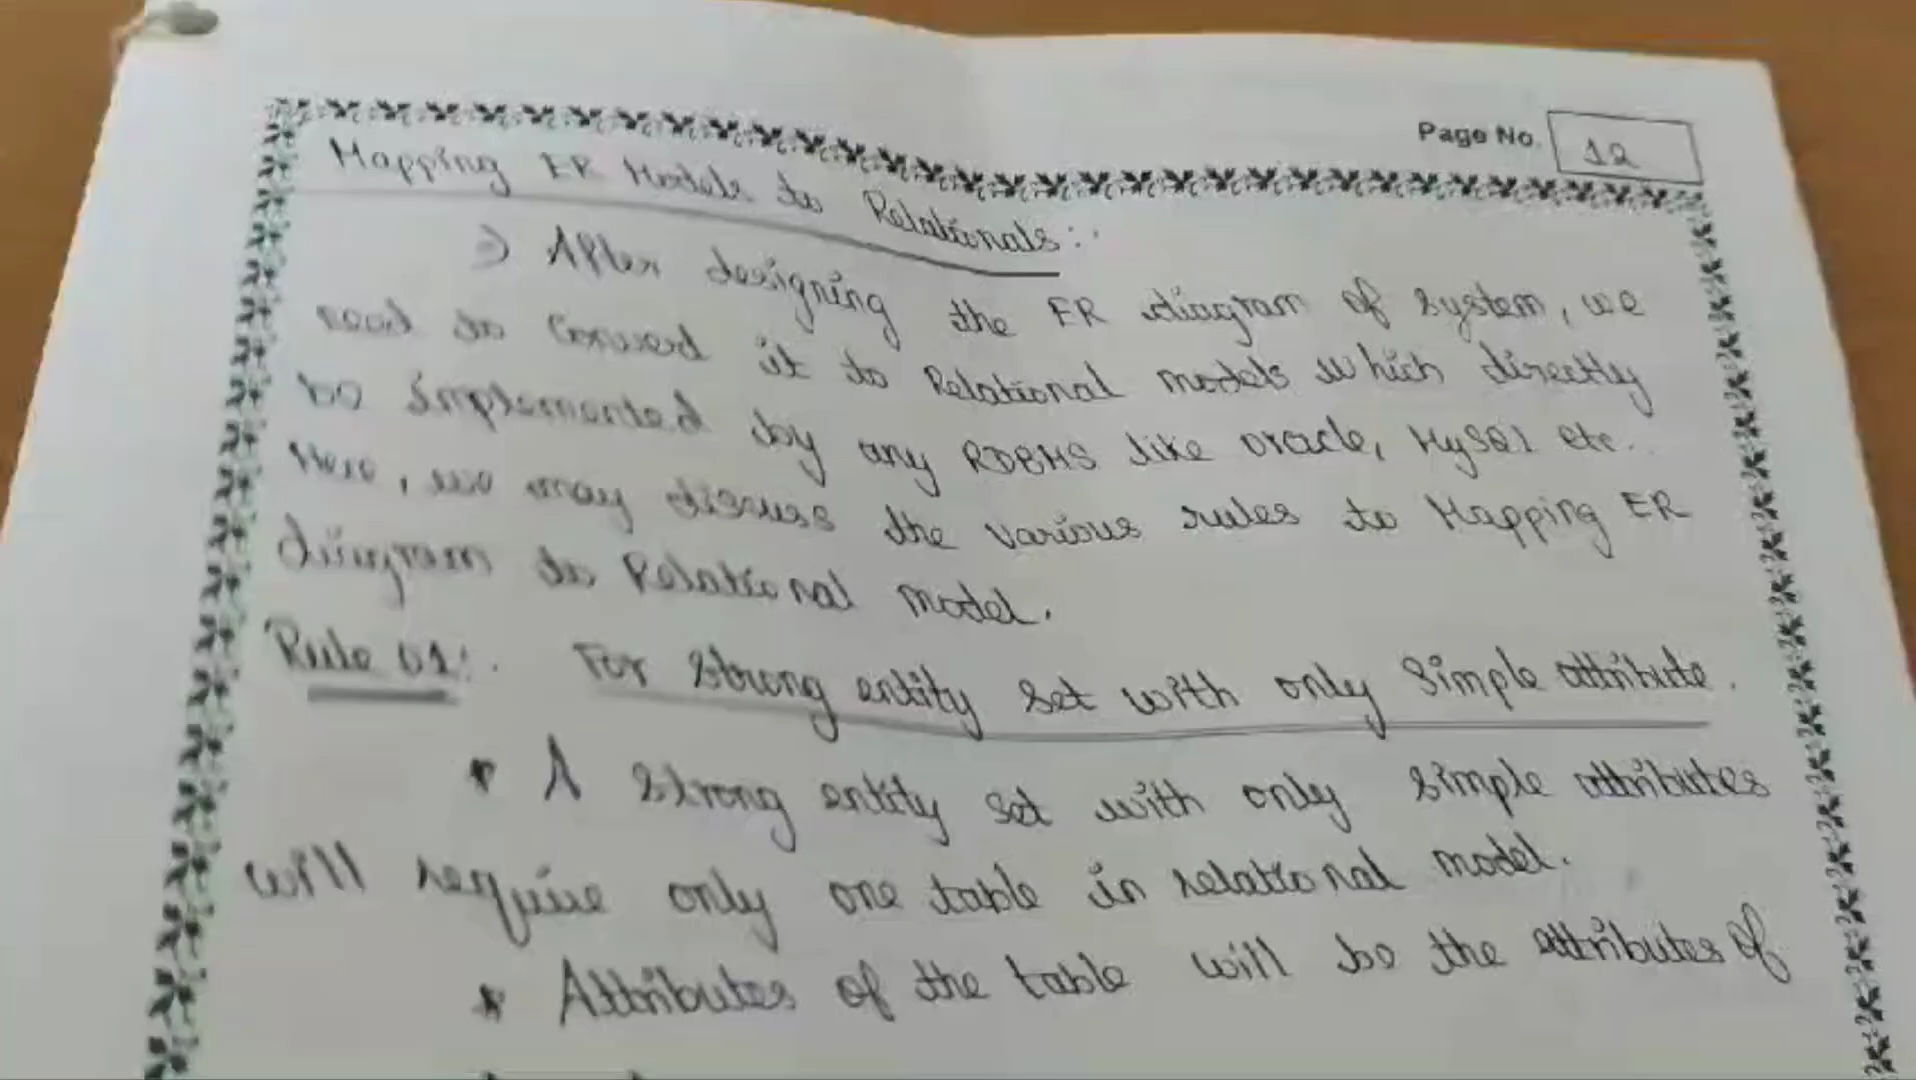 Page No. 12
Mapping ER Models to Relationals:-
=) After designing the ER diagram of system, we
need to convert it to Relational models which directly
be implemented by any RDBMS like oracle, MySQl etc.
Here, we may discuss the various rules to Mapping ER
diagram to Relational model.
Rule 01:- For Strong entity set with only Simple attribute.
* A Strong entity set with only simple attributes
will require only one table in relational model.
* Attributes of the table will be the attributes of